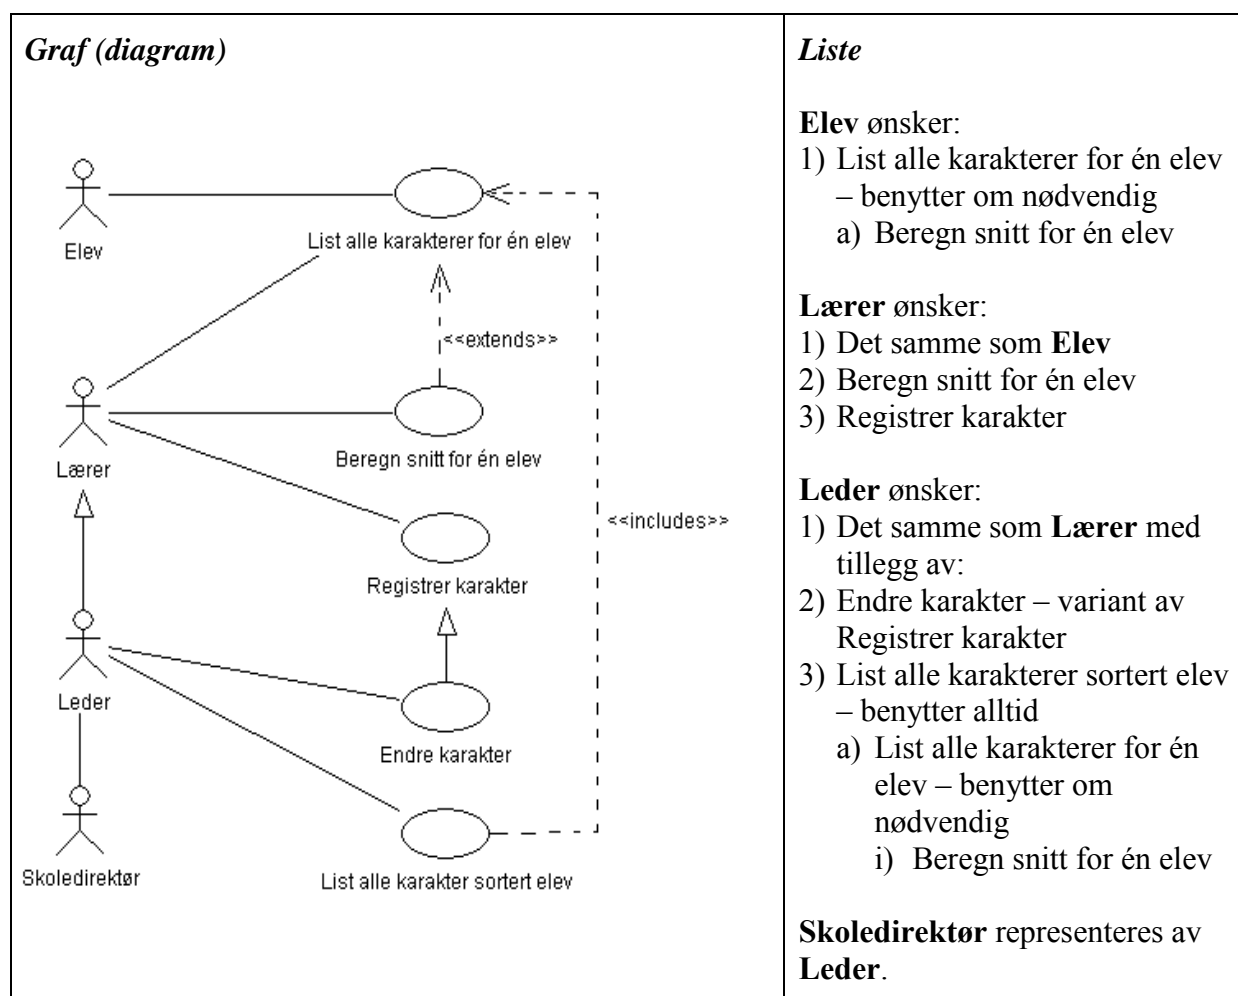 Graf (diagram)
Elev
List alle karakterer for én elev
<<extends>>
Lærer
Beregn snitt for én elev
<<includes>>
Registrer karakter
Leder
Endre karakter
Skoledirektør
List alle karakter sortert elev
Liste
Elev ønsker:
1) List alle karakterer for én elev
– benytter om nødvendig
a) Beregn snitt for én elev
Lærer ønsker:
1) Det samme som Elev
2) Beregn snitt for én elev
3) Registrer karakter
Leder ønsker:
1) Det samme som Lærer med
tillegg av:
2) Endre karakter – variant av
Registrer karakter
3) List alle karakterer sortert elev
– benytter alltid
a) List alle karakterer for én
elev – benytter om
nødvendig
i) Beregn snitt for én elev
Skoledirektør representeres av
Leder.